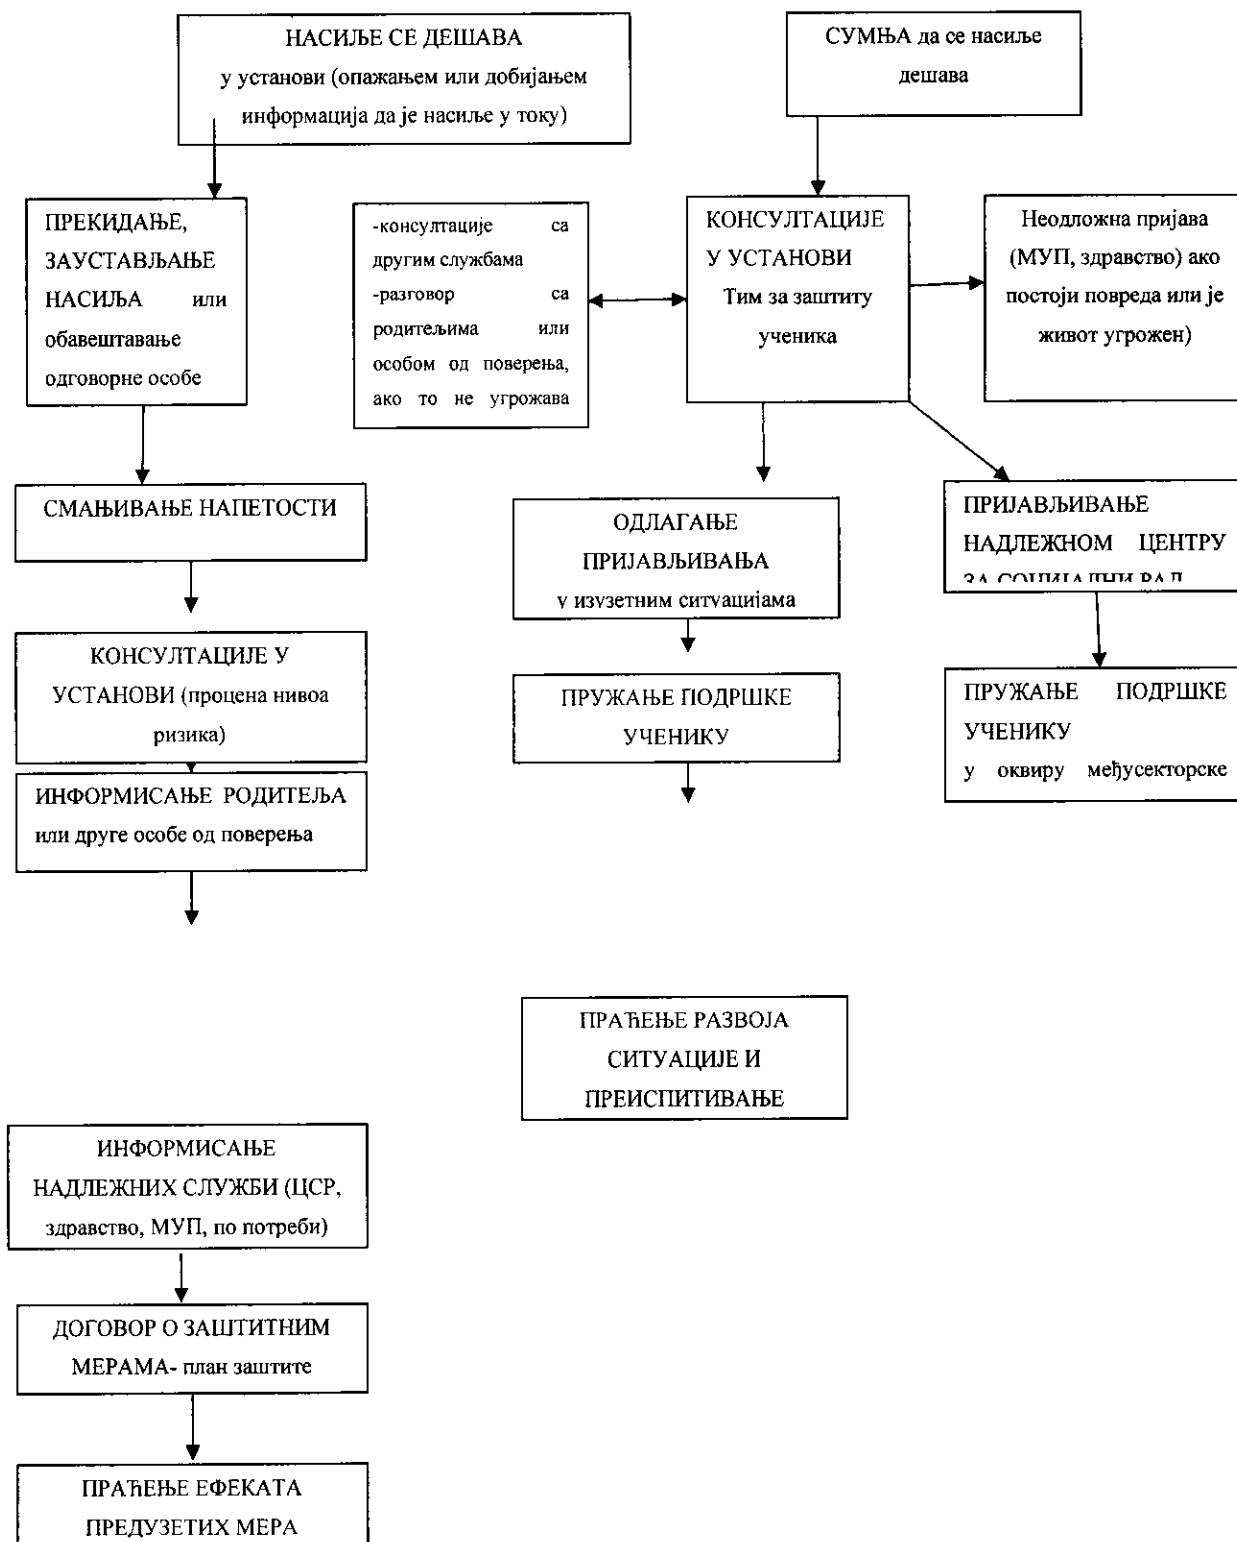 НАСИЉЕ СЕ ДЕШАВА
у установи (опажањем или добијањем
информација да је насиље у току)
СУМЊА да се насиље
дешава
ПРЕКИДАЊЕ,
ЗАУСТАВЉАЊЕ
НАСИЉА или
обавештавање
одговорне особе
-консултације са
другим службама
-разговор са
родитељима или
особом од поверења,
ако то не угрожава
КОНСУЛТАЦИЈЕ
У УСТАНОВИ
Тим за заштиту
ученика
Неодложна пријава
(МУП, здравство) ако
постоји повреда или је
живот угрожен)
СМАЊИВАЊЕ НАПЕТОСТИ
ОДЛАГАЊЕ
ПРИЈАВЉИВАЊА
у изузетним ситуацијама
ПРИЈАВЉИВАЊЕ
НАДЛЕЖНОМ ЦЕНТРУ
ЗА СОЦИЈАЛНИ РАД
КОНСУЛТАЦИЈЕ У
УСТАНОВИ (процена нивоа
ризика)
ПРУЖАЊЕ ПОДРШКЕ
УЧЕНИКУ
ПРУЖАЊЕ ПОДРШКЕ
УЧЕНИКУ
у оквиру међусекторске
ИНФОРМИСАЊЕ РОДИТЕЉА
или друге особе од поверења
ПРАЋЕЊЕ РАЗВОЈА
СИТУАЦИЈЕ И
ПРЕИСПИТИВАЊЕ
ИНФОРМИСАЊЕ
НАДЛЕЖНИХ СЛУЖБИ (ЦСР,
здравство, МУП, по потреби)
ДОГОВОР О ЗАШТИТНИМ
МЕРАМА- план заштите
ПРАЋЕЊЕ ЕФЕКАТА
ПРЕДУЗЕТИХ МЕРА